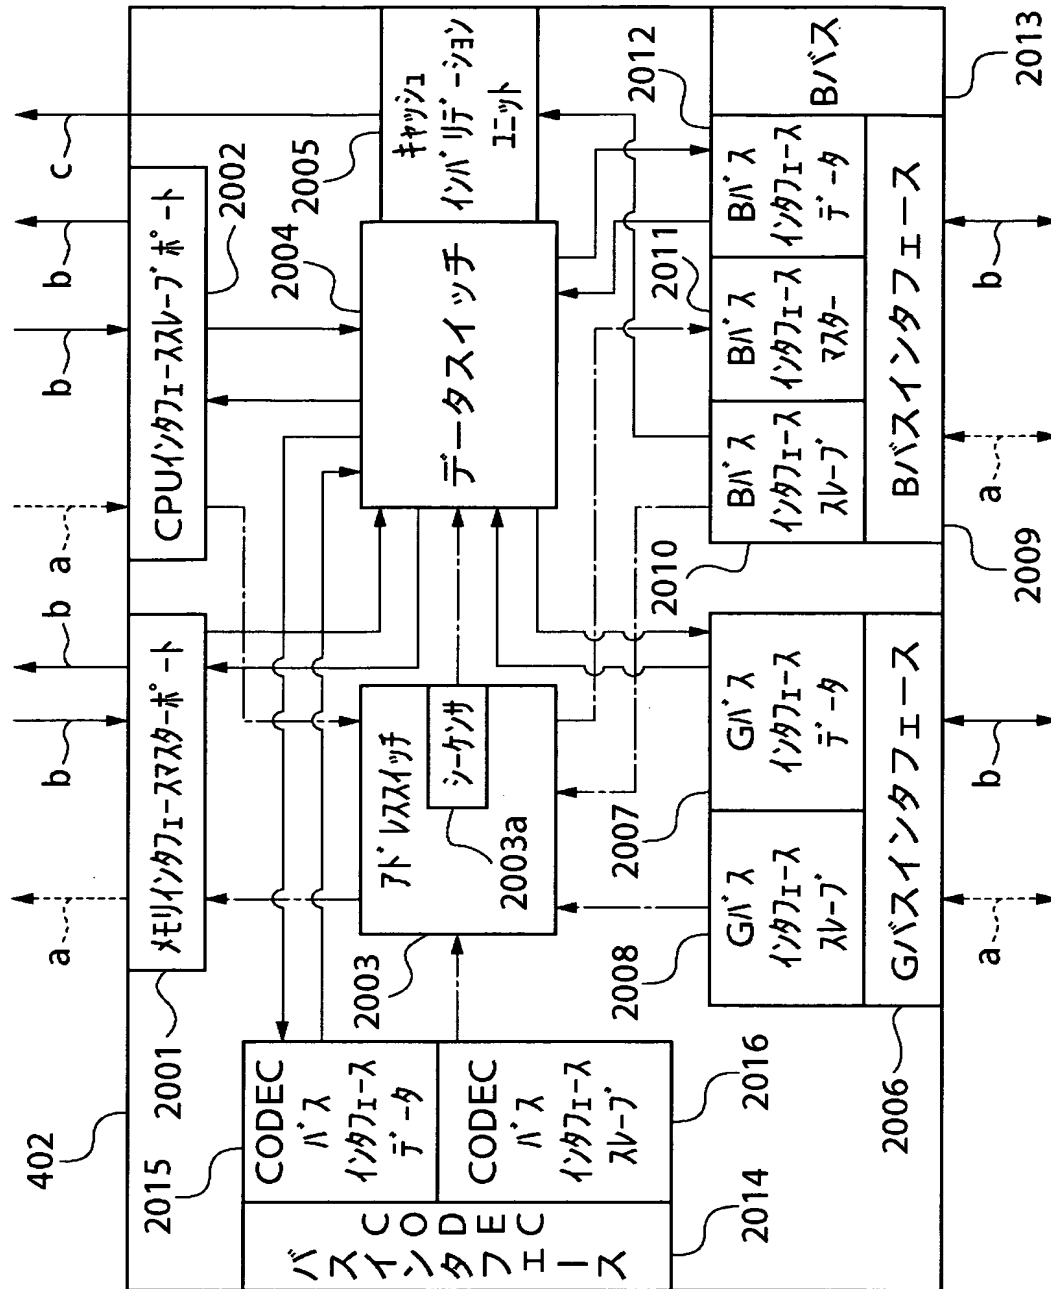 402
2014
CODEC
バスインタフェース
2015
CODEC
バス
インタフェース
データ
2016
CODEC
バス
インタフェース
スレーブ
2001
メモリインタフェースマスターポート
a
b
b
2003
アドレススイッチ
シーケンサ
2003a
2006
Gバスインタフェース
2008
Gバス
インタフェース
スレーブ
2007
Gバス
インタフェース
データ
a
b
2002
CPUインタフェーススレーブポート
a
b
b
c
2004
データスイッチ
2005
キャッシュ
インバリデーション
ユニット
2009
Bバスインタフェース
2010
Bバス
インタフェース
スレーブ
2011
Bバス
インタフェース
マスター
2012
Bバス
インタフェース
データ
a
b
2013
Bバス